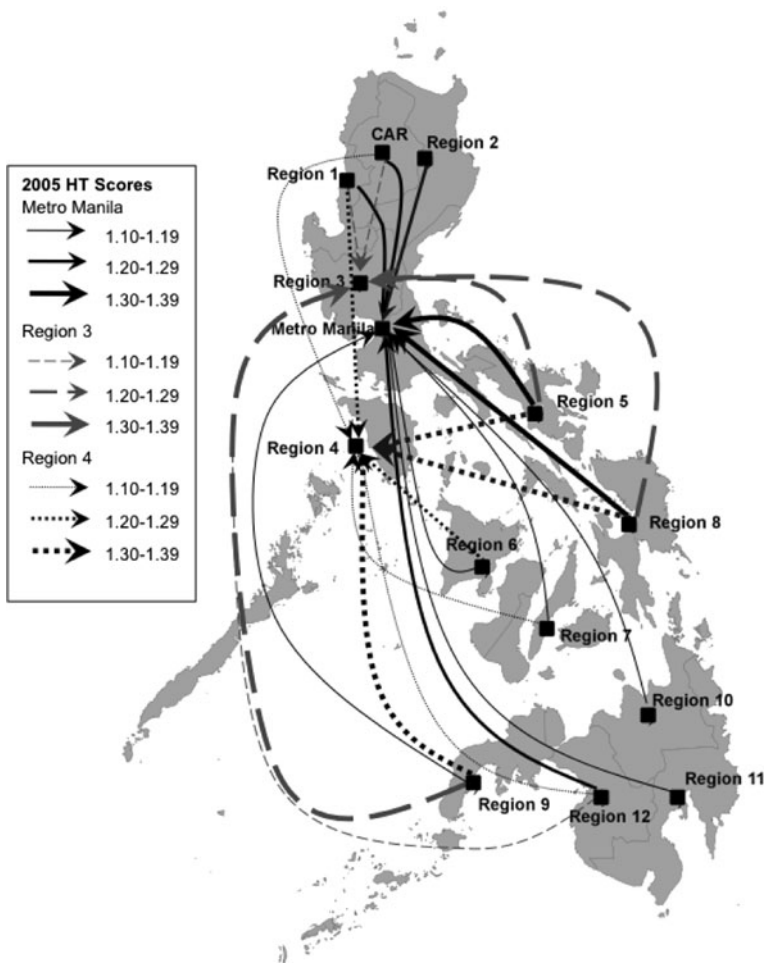 CAR
Region 2
Region 1
2005 HT Scores
Metro Manila
1.10-1.19
1.20-1.29
1.30-1.39
Region 3
1.10-1.19
1.20-1.29
1.30-1.39
Region 4
1.10-1.19
1.20-1.29
1.30-1.39
Region 3
Metro Manila
Region 5
Region 4
Region 8
Region 6
Region 7
Region 10
Region 11
Region 9
Region 12